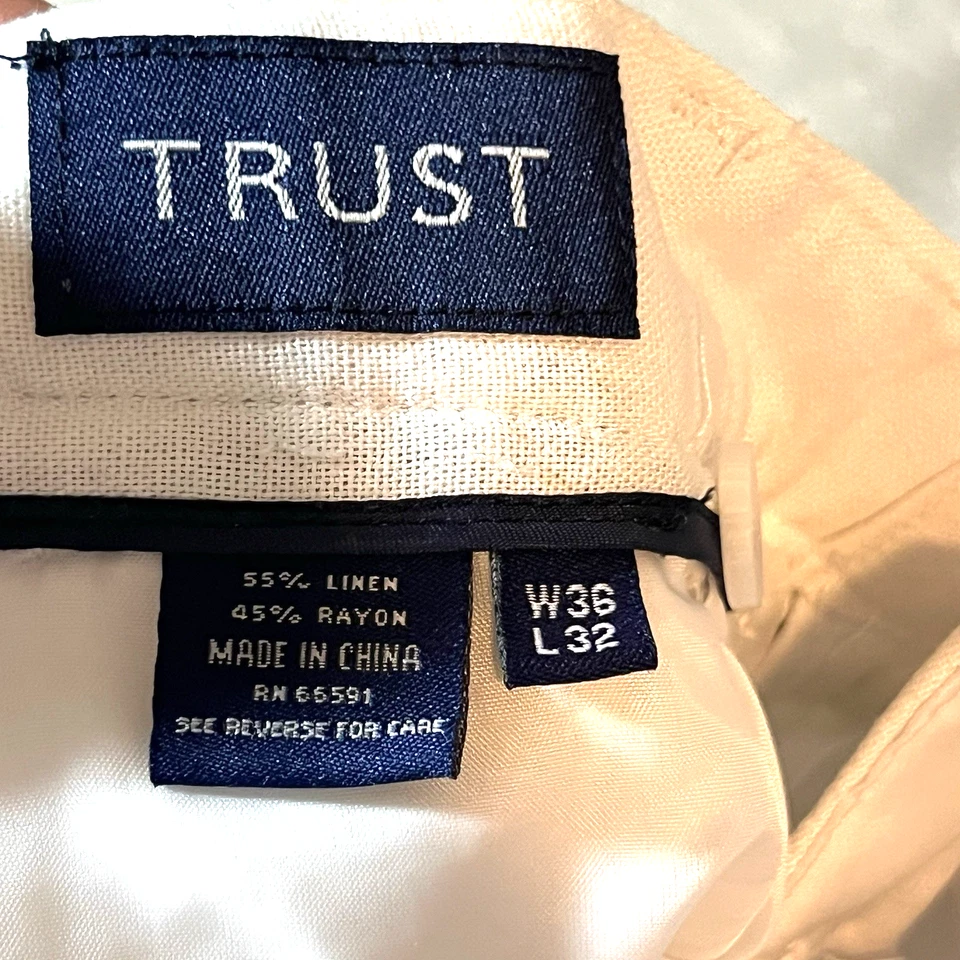 TRUST
55% LINEN
45% RAYON
MADE IN CHINA
RN 66591
SEE REVERSE FOR CARE
W36
L32